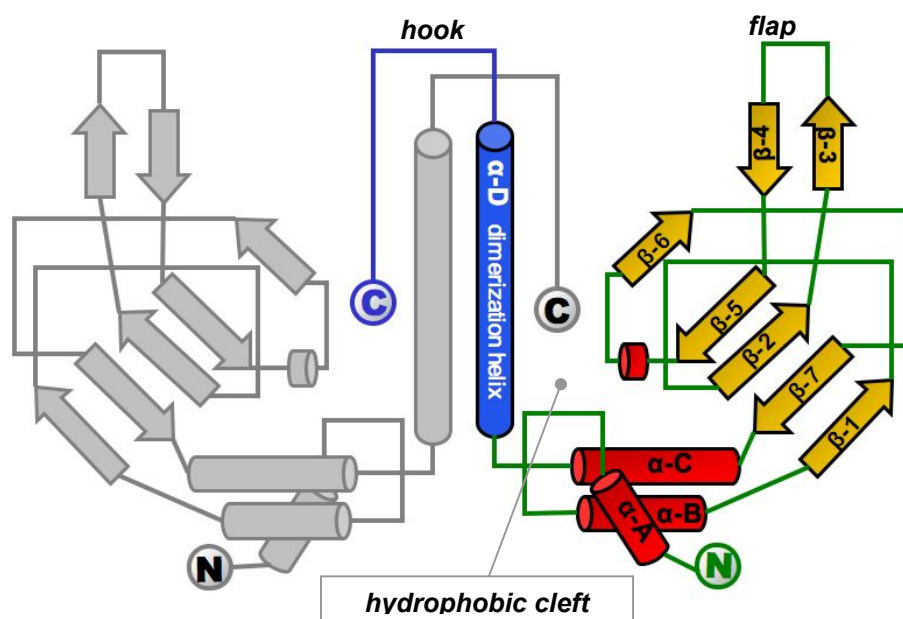 hook
flap
β-4
β-3
α-D dimerization helix
β-6
C
C
β-5
β-2
β-7
β-1
α-C
α-B
α-A
N
N
hydrophobic cleft